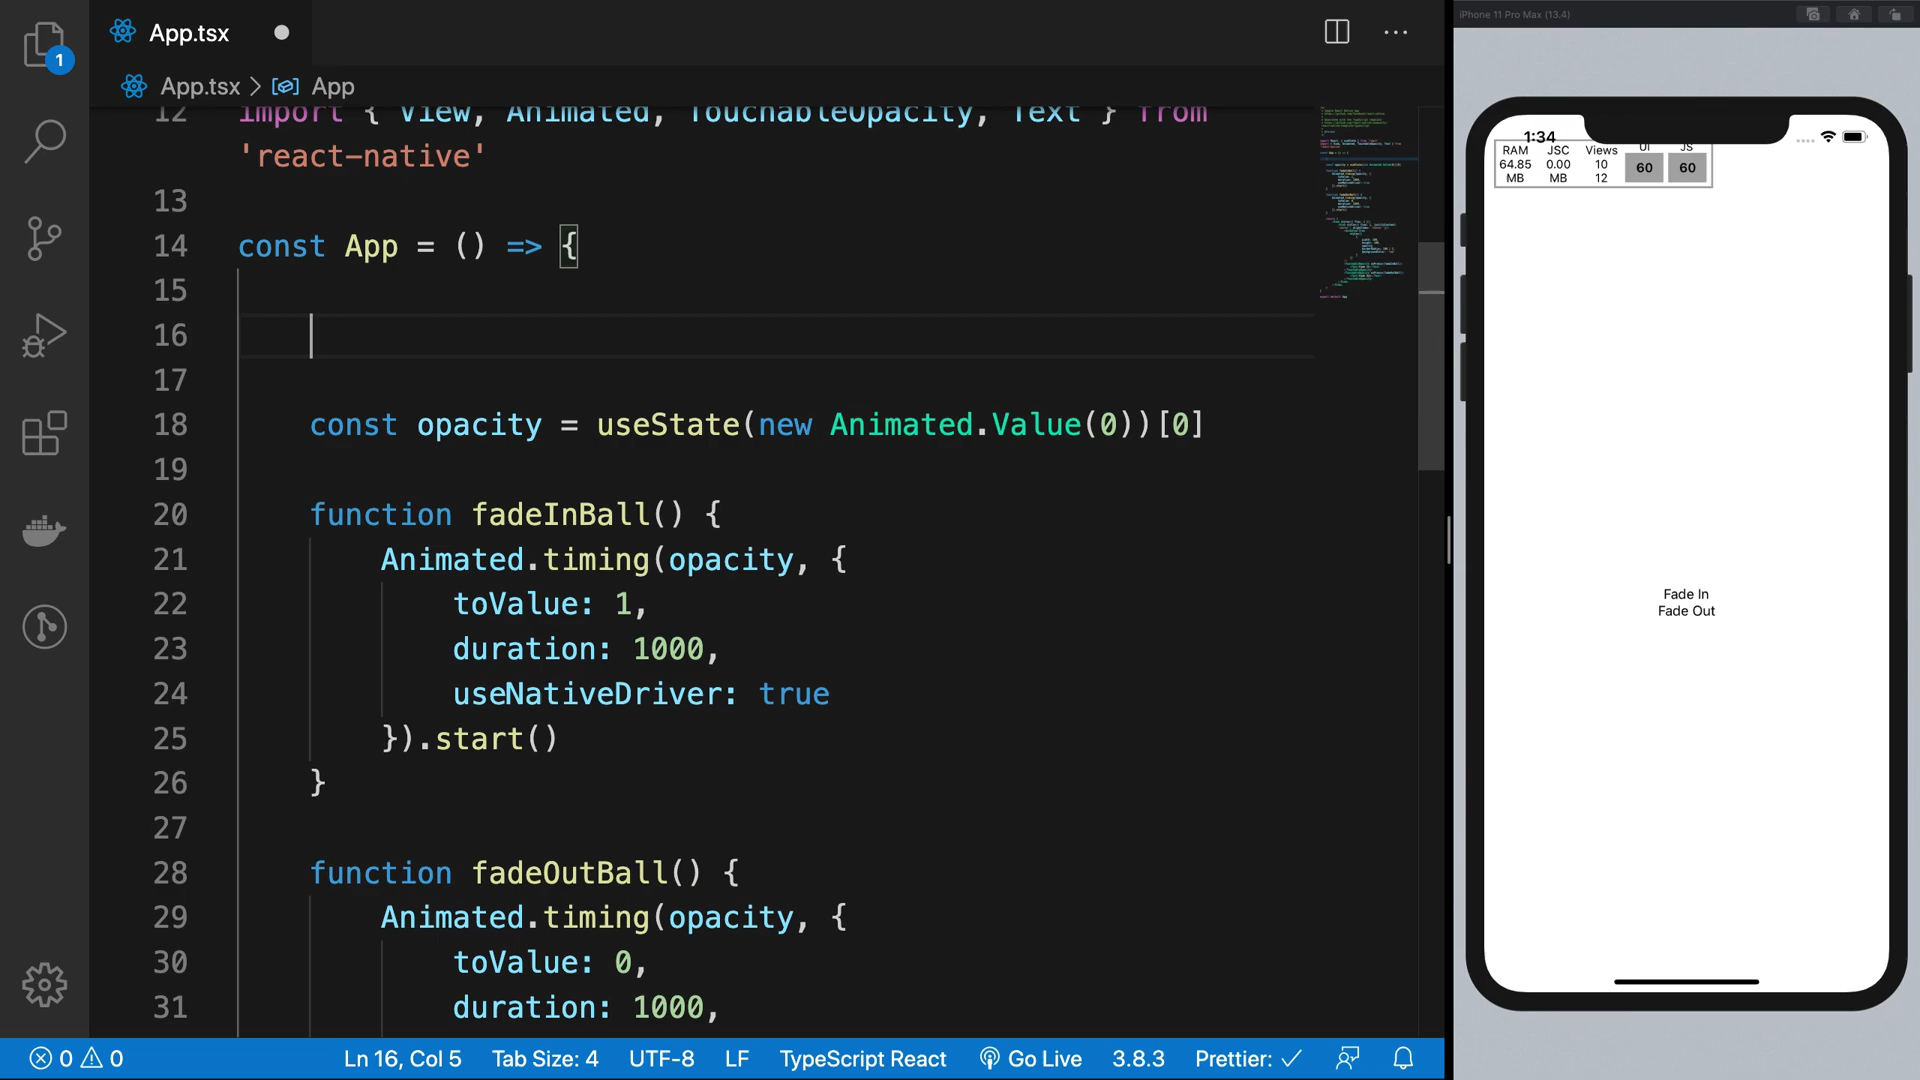 1
App.tsx
App.tsx > App
12 import { View, Animated, TouchableOpacity, Text } from
'react-native'
13
14 const App = () => {
15
16
17
18 const opacity = useState(new Animated.Value(0))[0]
19
20 function fadeInBall() {
21 Animated.timing(opacity, {
22 toValue: 1,
23 duration: 1000,
24 useNativeDriver: true
25 }).start()
26 }
27
28 function fadeOutBall() {
29 Animated.timing(opacity, {
30 toValue: 0,
31 duration: 1000,
0 0 Ln 16, Col 5 Tab Size: 4 UTF-8 LF TypeScript React Go Live 3.8.3 Prettier: ✓
iPhone 11 Pro Max (13.4)
1:34
RAM JSC Views UI JS
64.85 0.00 10 60 60
MB MB 12
Fade In
Fade Out